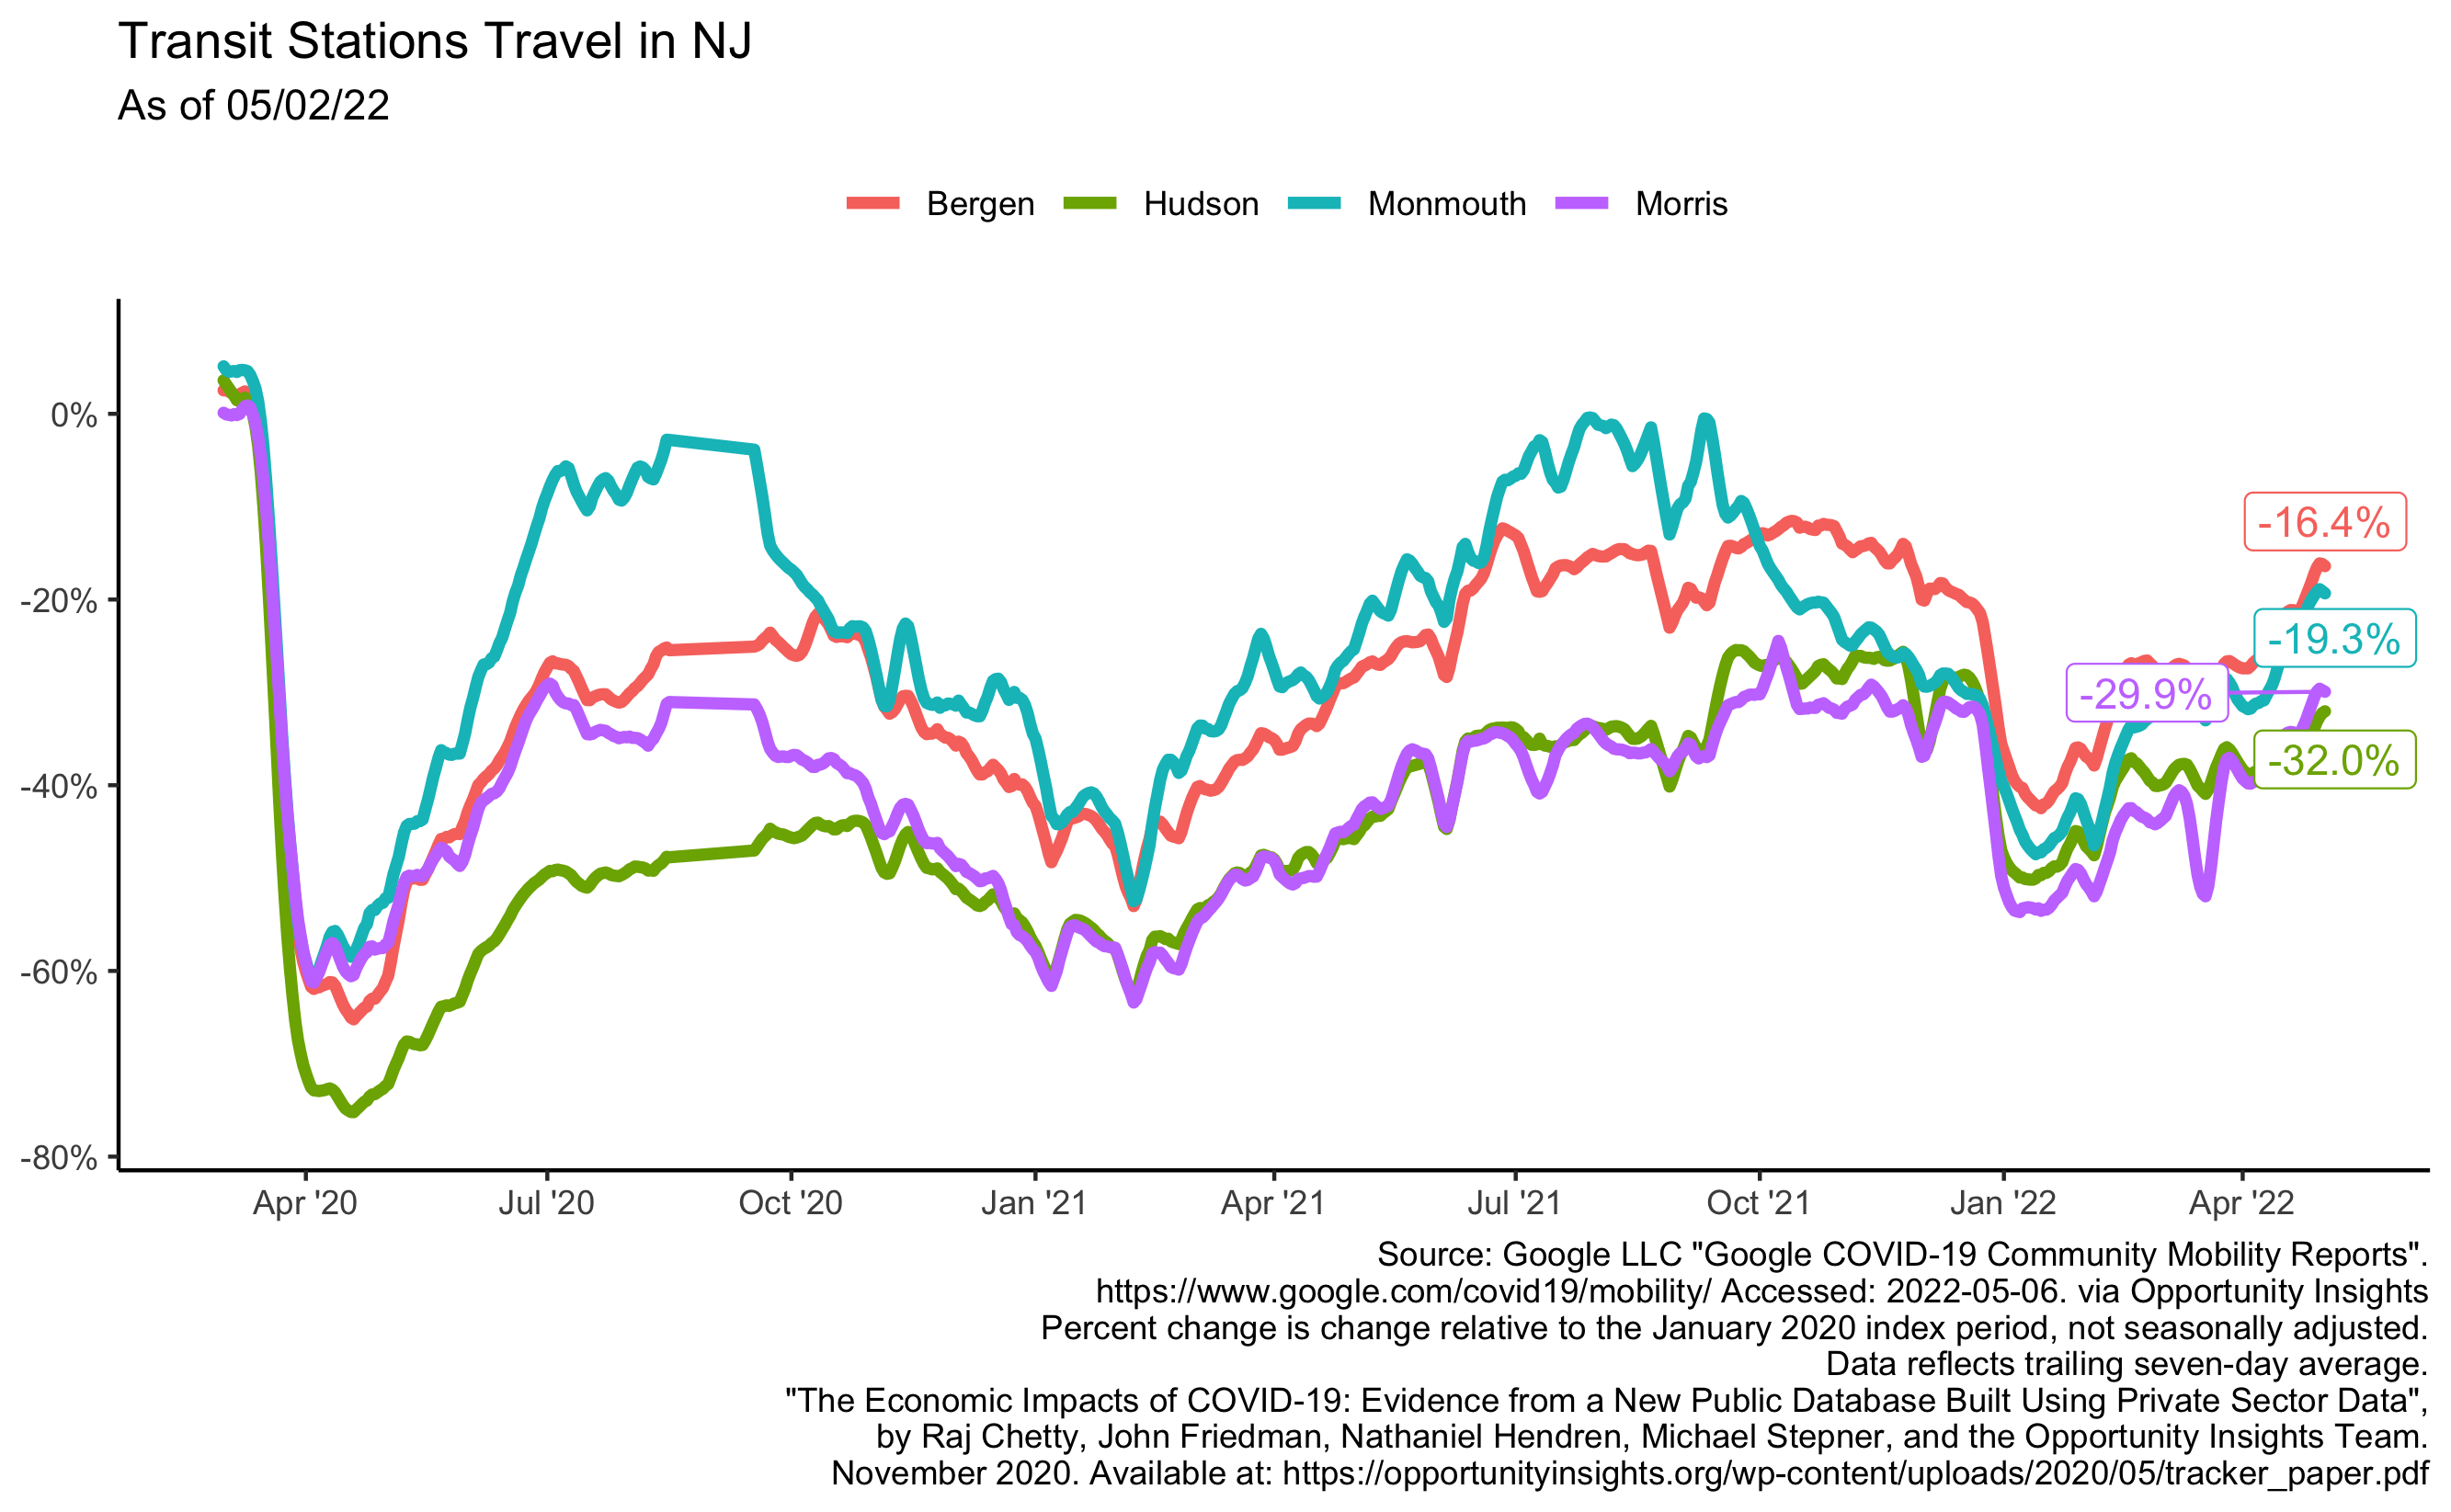 Transit Stations Travel in NJ
As of 05/02/22
Bergen Hudson Monmouth Morris
0%
-20%
-40%
-60%
-80%
-16.4%
-19.3%
-29.9%
-32.0%
Apr '20 Jul '20 Oct '20 Jan '21 Apr '21 Jul '21 Oct '21 Jan '22 Apr '22
Source: Google LLC "Google COVID-19 Community Mobility Reports".
https://www.google.com/covid19/mobility/ Accessed: 2022-05-06. via Opportunity Insights
Percent change is change relative to the January 2020 index period, not seasonally adjusted.
Data reflects trailing seven-day average.
"The Economic Impacts of COVID-19: Evidence from a New Public Database Built Using Private Sector Data",
by Raj Chetty, John Friedman, Nathaniel Hendren, Michael Stepner, and the Opportunity Insights Team.
November 2020. Available at: https://opportunityinsights.org/wp-content/uploads/2020/05/tracker_paper.pdf